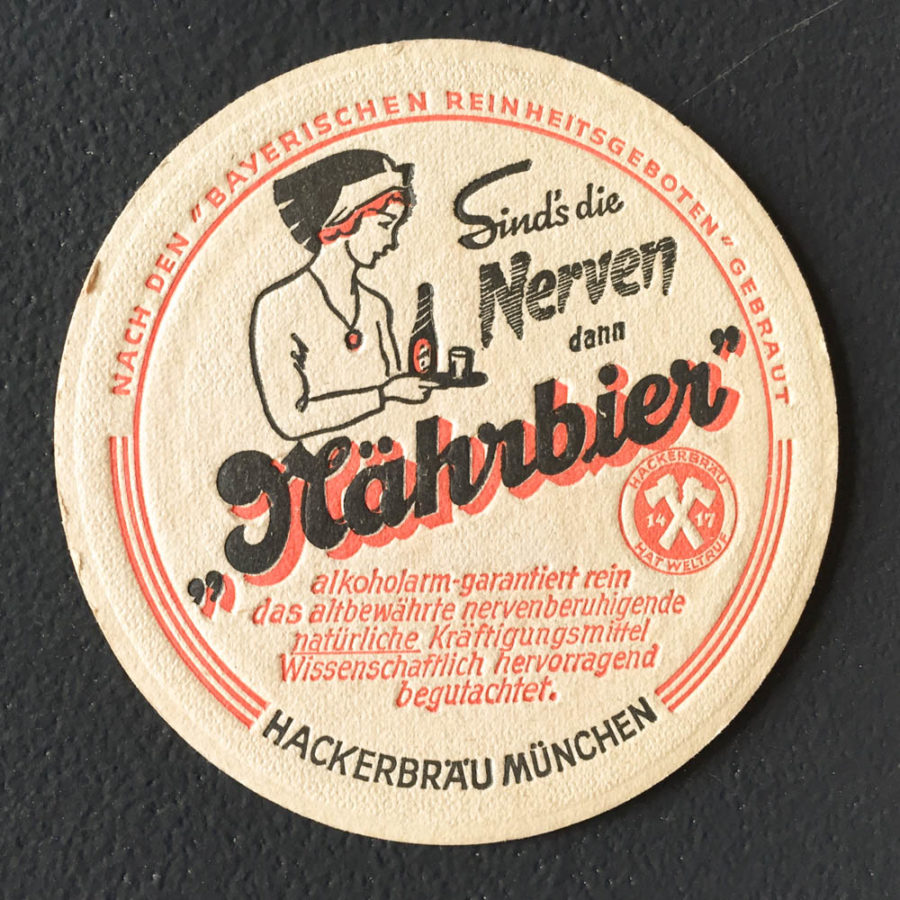 NACH DEN "BAYERISCHEN REINHEITSGEBOTEN" GEBRAUT
Sind's die
Nerven
dann
„Nährbier"
HACKERBRÄU
14 17
HAT WELTRUF
alkoholarm-garantiert rein
das altbewährte nervenberuhigende
natürliche Kräftigungsmittel
Wissenschaftlich hervorragend
begutachtet.
HACKERBRÄU MÜNCHEN